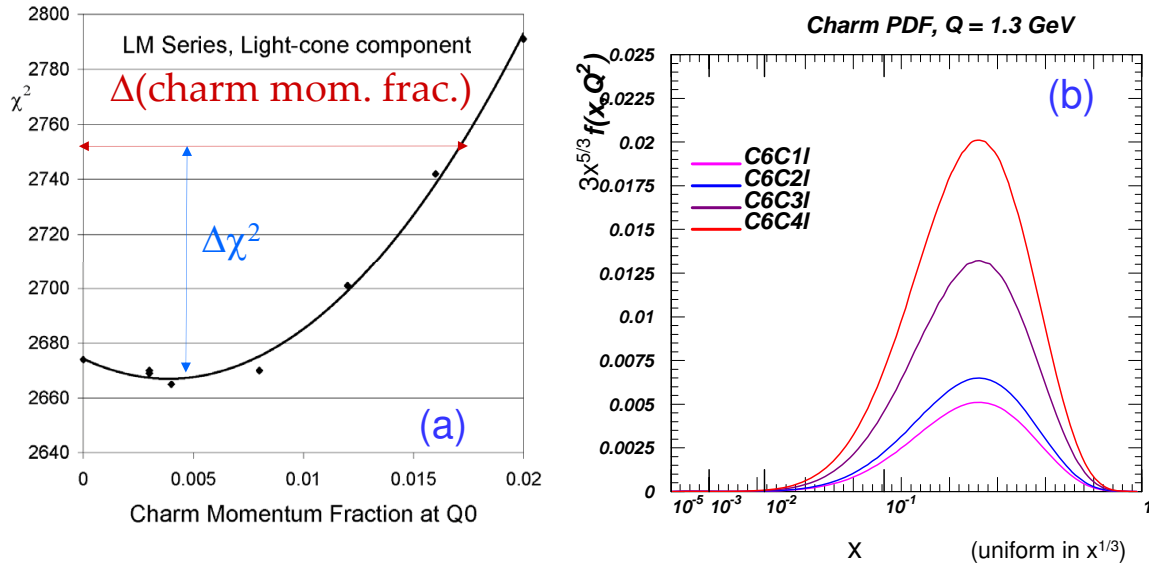 2800
2780
2760
2740
2720
2700
2680
2660
2640
χ²
LM Series, Light-cone component
Δ(charm mom. frac.)
Δχ²
(a)
0
0.005
0.01
0.015
0.02
Charm Momentum Fraction at Q0
Charm PDF, Q = 1.3 GeV
(b)
3x^{5/3} f(x,Q²)
0.025
0.0225
0.02
0.0175
0.015
0.0125
0.01
0.0075
0.005
0.0025
0
C6C1l
C6C2l
C6C3l
C6C4l
10⁻⁵ 10⁻³ 10⁻² 10⁻¹ 1
x (uniform in x^{1/3})